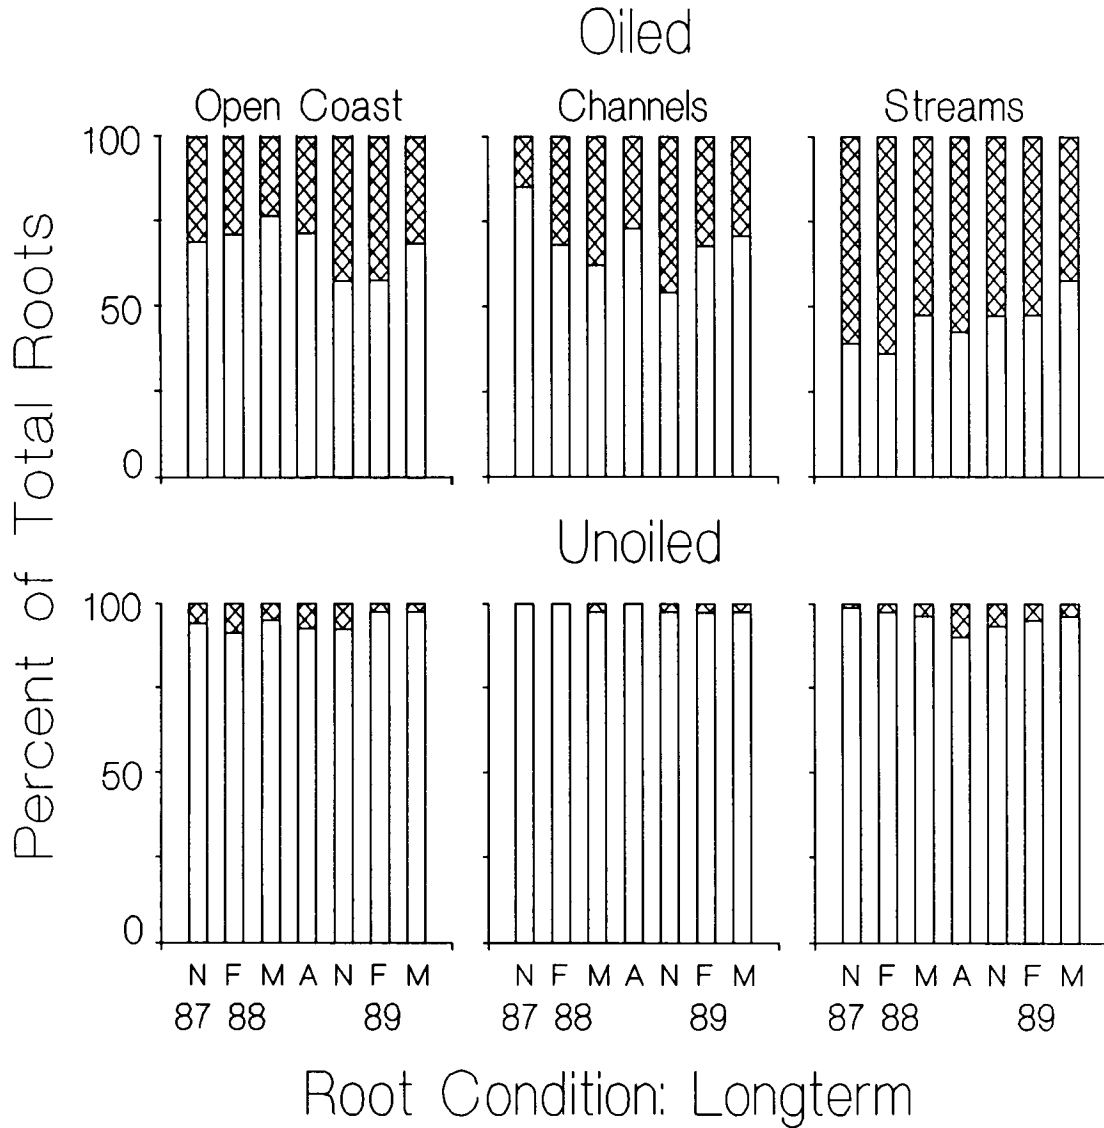 Oiled
Open Coast Channels Streams
100
50
0
Percent of Total Roots
Unoiled
100
50
0
N F M A N F M N F M A N F M N F M A N F M
87 88 89 87 88 89 87 88 89
Root Condition: Longterm